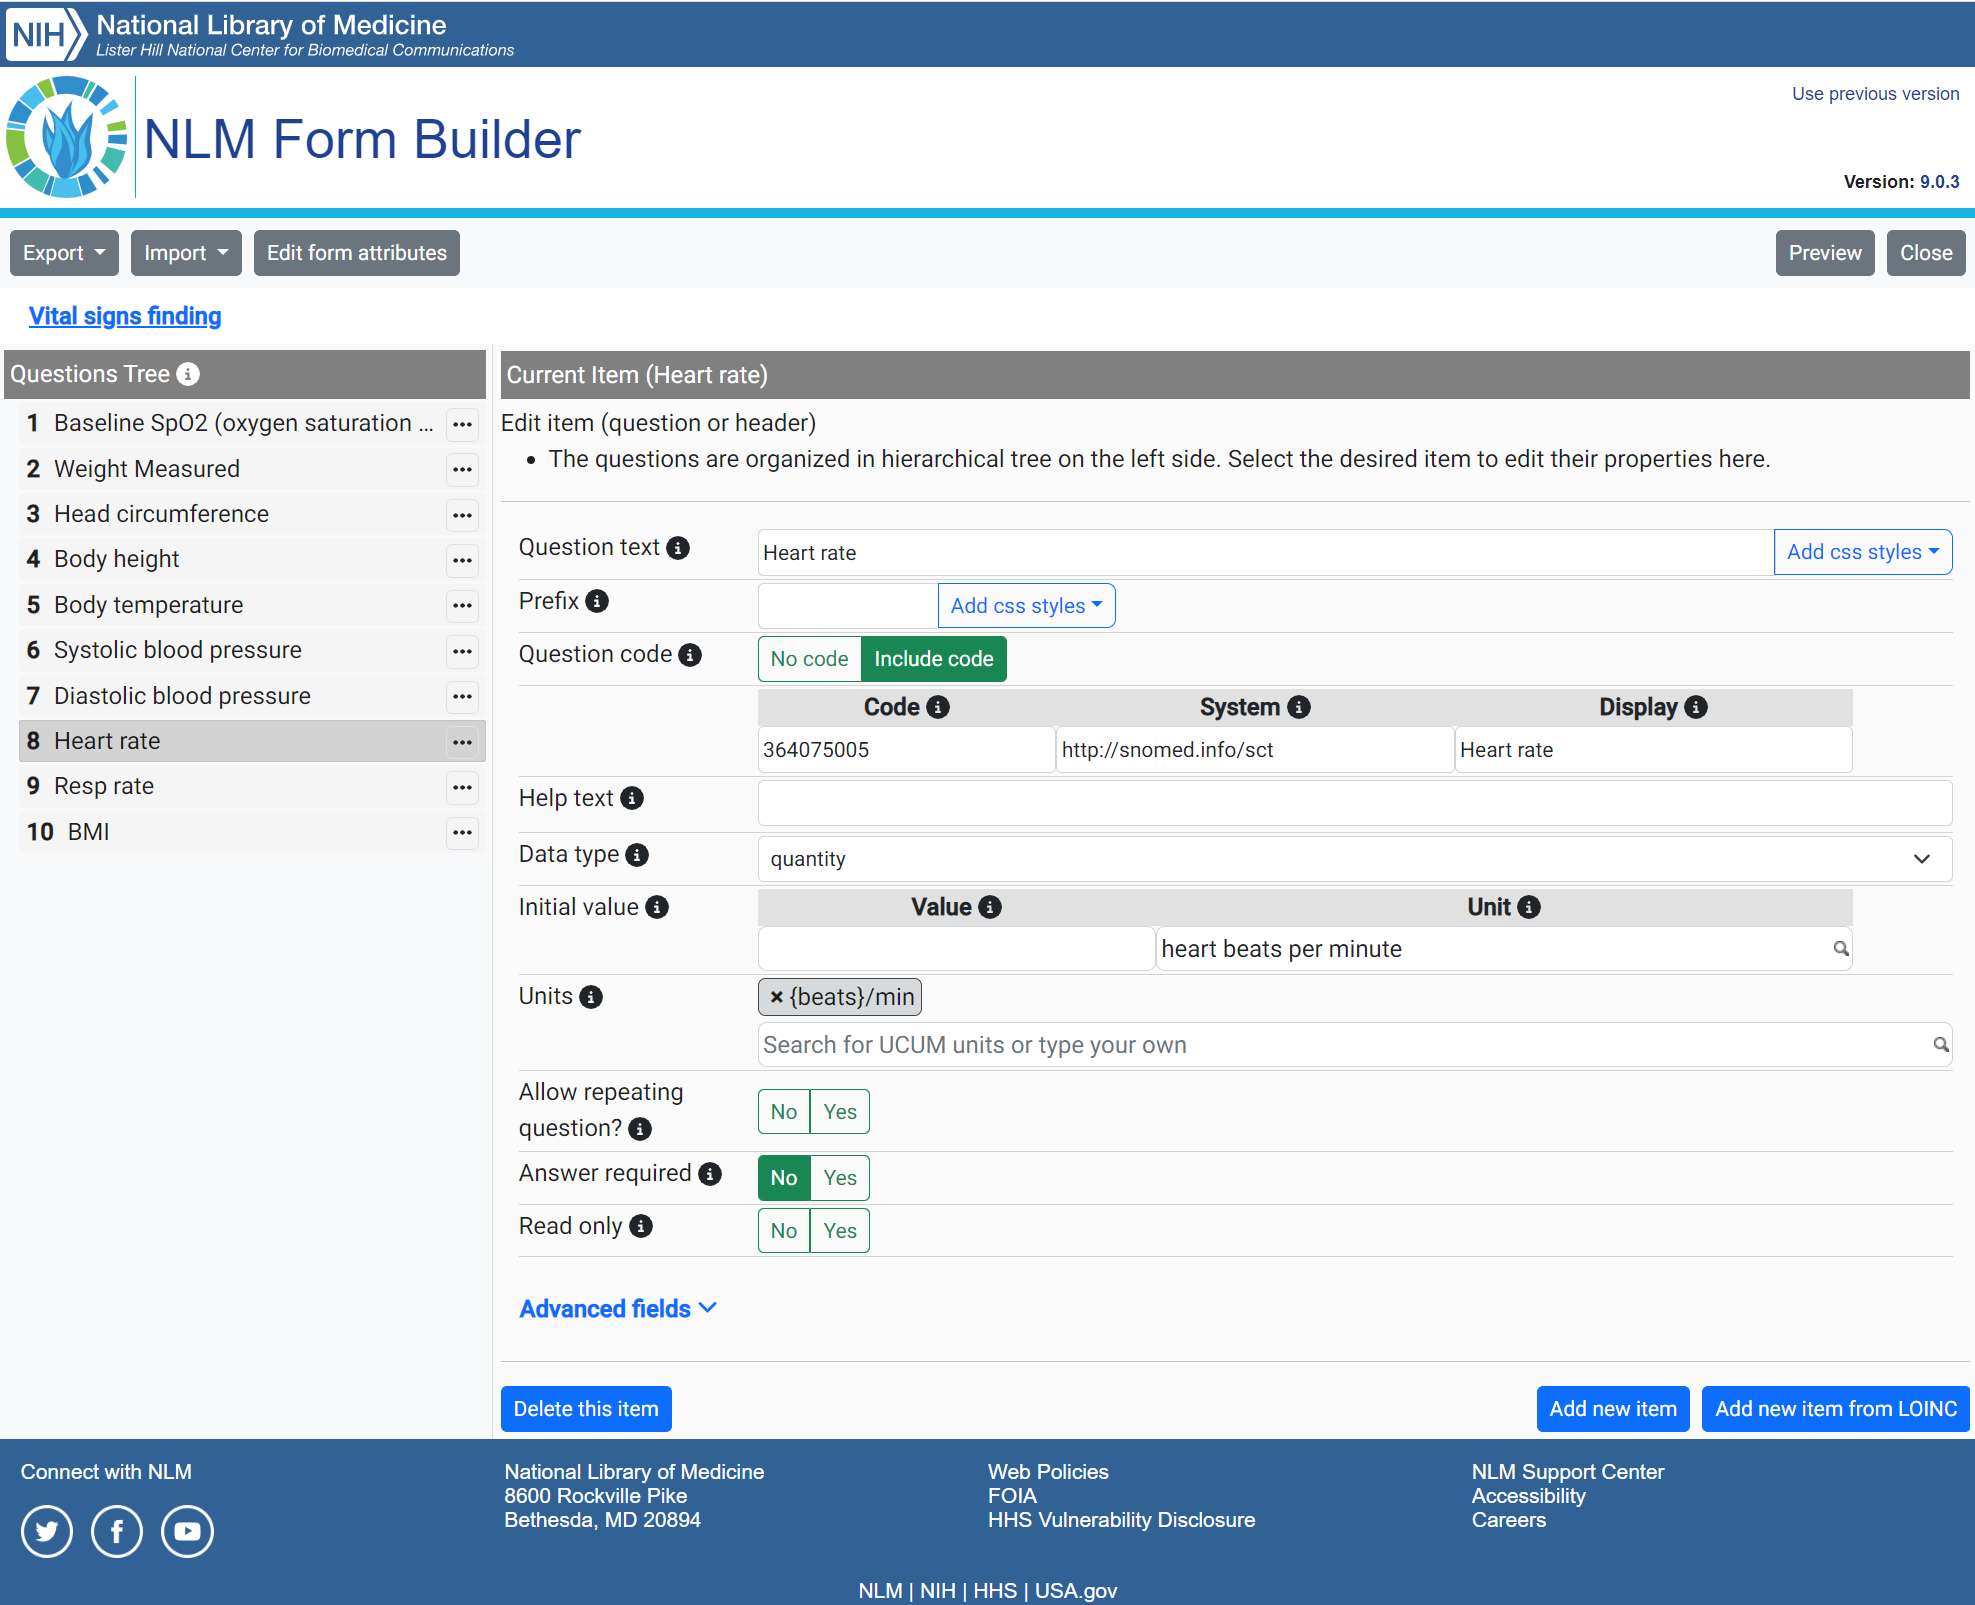 NIH National Library of Medicine
Lister Hill National Center for Biomedical Communications
NLM Form Builder
Use previous version
Version: 9.0.3
Export Import Edit form attributes Preview Close
Vital signs finding
Questions Tree
1 Baseline SpO2 (oxygen saturation ...
2 Weight Measured
3 Head circumference
4 Body height
5 Body temperature
6 Systolic blood pressure
7 Diastolic blood pressure
8 Heart rate
9 Resp rate
10 BMI
Current Item (Heart rate)
Edit item (question or header)
• The questions are organized in hierarchical tree on the left side. Select the desired item to edit their properties here.
Question text Heart rate Add css styles
Prefix Add css styles
Question code No code Include code
Code System Display
364075005 http://snomed.info/sct Heart rate
Help text
Data type quantity
Initial value Value Unit
heart beats per minute
Units × {beats}/min
Search for UCUM units or type your own
Allow repeating
question? No Yes
Answer required No Yes
Read only No Yes
Advanced fields
Delete this item Add new item Add new item from LOINC
Connect with NLM
National Library of Medicine
8600 Rockville Pike
Bethesda, MD 20894
Web Policies
FOIA
HHS Vulnerability Disclosure
NLM Support Center
Accessibility
Careers
NLM | NIH | HHS | USA.gov